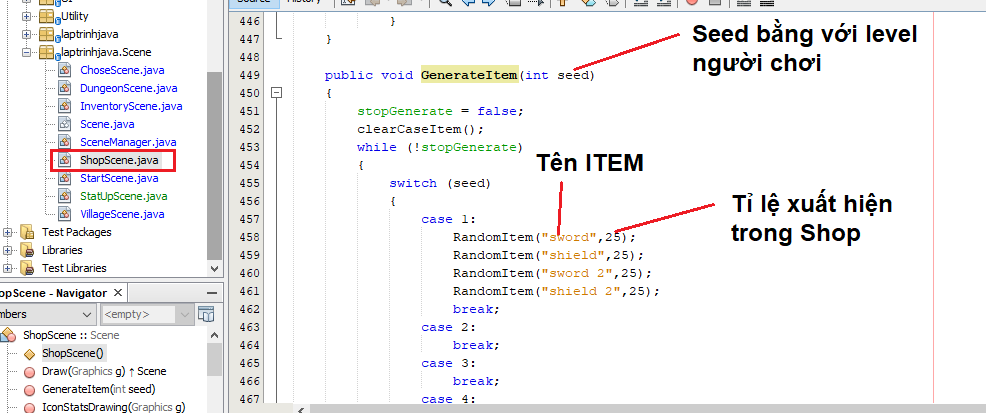 Source
History
Utility
laptrinhjava
laptrinhjava.Scene
ChoseScene.java
DungeonScene.java
InventoryScene.java
Scene.java
SceneManager.java
ShopScene.java
StartScene.java
StatUpScene.java
VillageScene.java
Test Packages
Libraries
Test Libraries
opScene - Navigator
mbers
<empty>
ShopScene :: Scene
ShopScene()
Draw(Graphics g) ↑ Scene
GenerateItem(int seed)
IconStatsDrawing(Graphics g)
446 }
447 }
448
449 public void GenerateItem(int seed)
450 {
451 stopGenerate = false;
452 clearCaseItem();
453 while (!stopGenerate)
454 {
455 switch (seed)
456 {
457 case 1:
458 RandomItem("sword",25);
459 RandomItem("shield",25);
460 RandomItem("sword 2",25);
461 RandomItem("shield 2",25);
462 break;
463 case 2:
464 break;
465 case 3:
466 break;
467 case 4:
Seed bằng với level
người chơi
Tên ITEM
Tỉ lệ xuất hiện
trong Shop